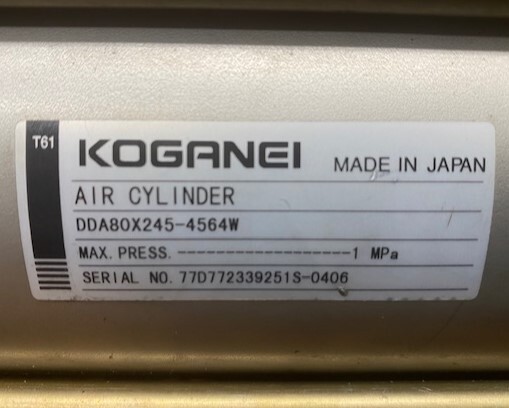 T61
KOGANEI MADE IN JAPAN
AIR CYLINDER
DDA80X245-4564W
MAX. PRESS.------------------1 MPa
SERIAL NO. 77D772339251S-0406